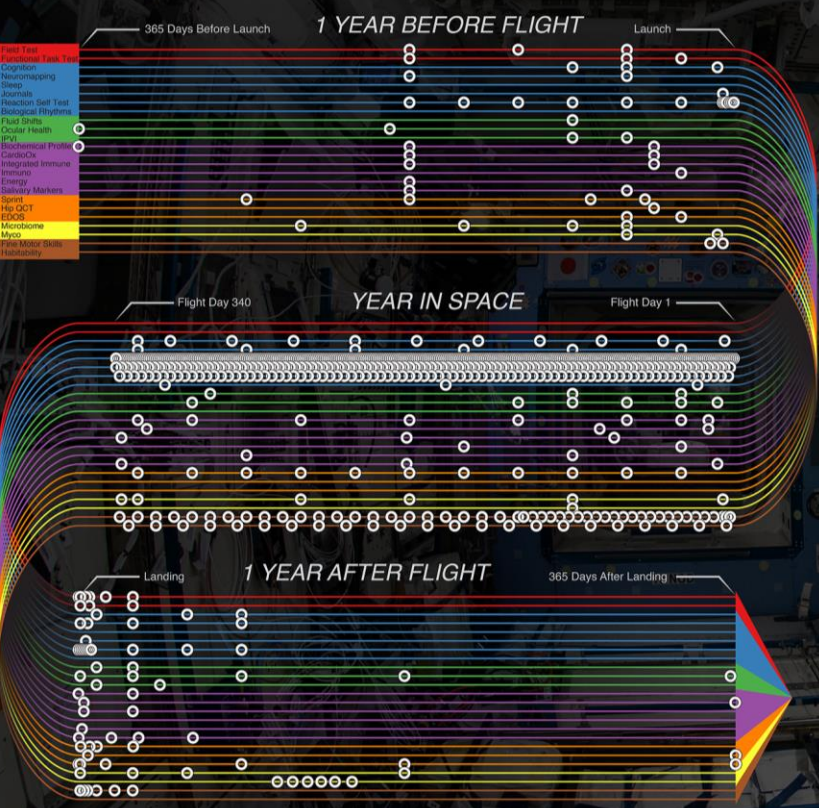 1 YEAR BEFORE FLIGHT
365 Days Before Launch
Launch
Field Test
Functional Task Test
Cognition
Neuromapping
Sleep
Journals
Reaction Self Test
Biological Rhythms
Fluid Shifts
Ocular Health
IPVI
Biochemical Profile
CardioOx
Integrated Immune
Immuno
Energy
Salivary Markers
Sprint
Hip QCT
EDOS
Microbiome
Myco
Fine Motor Skills
Habitability
Flight Day 340
YEAR IN SPACE
Flight Day 1
Landing
1 YEAR AFTER FLIGHT
365 Days After Landing